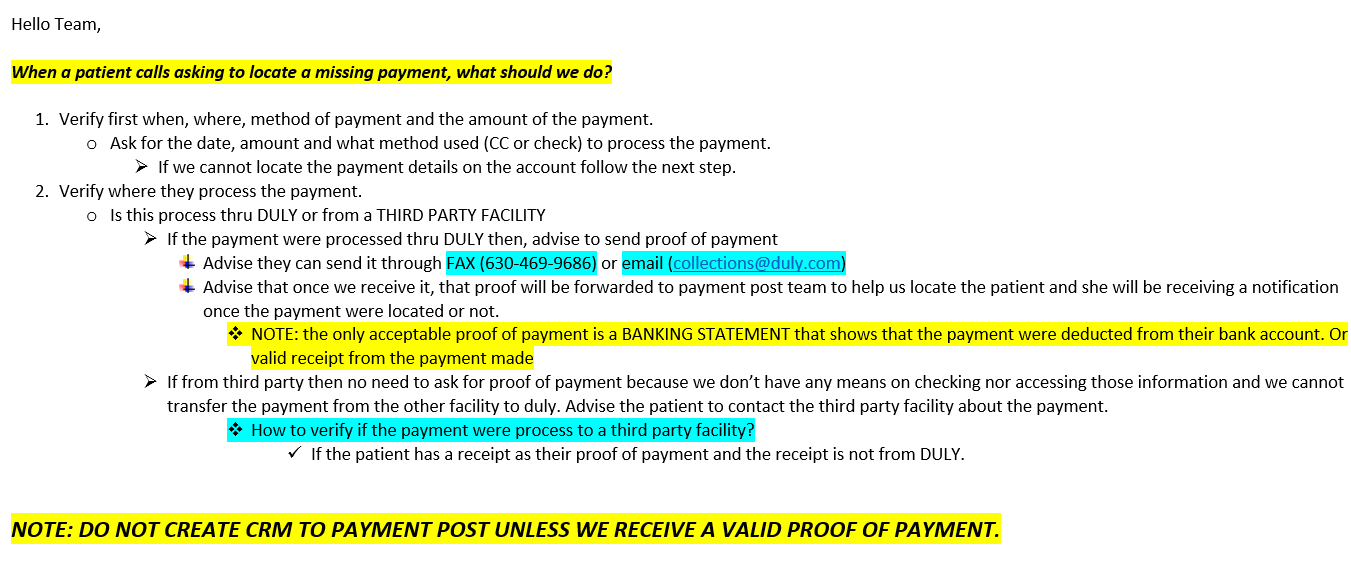 Hello Team,
When a patient calls asking to locate a missing payment, what should we do?
1. Verify first when, where, method of payment and the amount of the payment.
o Ask for the date, amount and what method used (CC or check) to process the payment.
➢ If we cannot locate the payment details on the account follow the next step.
2. Verify where they process the payment.
o Is this process thru DULY or from a THIRD PARTY FACILITY
➢ If the payment were processed thru DULY then, advise to send proof of payment
Advise they can send it through FAX (630-469-9686) or email (collections@duly.com)
Advise that once we receive it, that proof will be forwarded to payment post team to help us locate the patient and she will be receiving a notification
once the payment were located or not.
❖ NOTE: the only acceptable proof of payment is a BANKING STATEMENT that shows that the payment were deducted from their bank account. Or
valid receipt from the payment made
➢ If from third party then no need to ask for proof of payment because we don’t have any means on checking nor accessing those information and we cannot
transfer the payment from the other facility to duly. Advise the patient to contact the third party facility about the payment.
❖ How to verify if the payment were process to a third party facility?
✓ If the patient has a receipt as their proof of payment and the receipt is not from DULY.
NOTE: DO NOT CREATE CRM TO PAYMENT POST UNLESS WE RECEIVE A VALID PROOF OF PAYMENT.